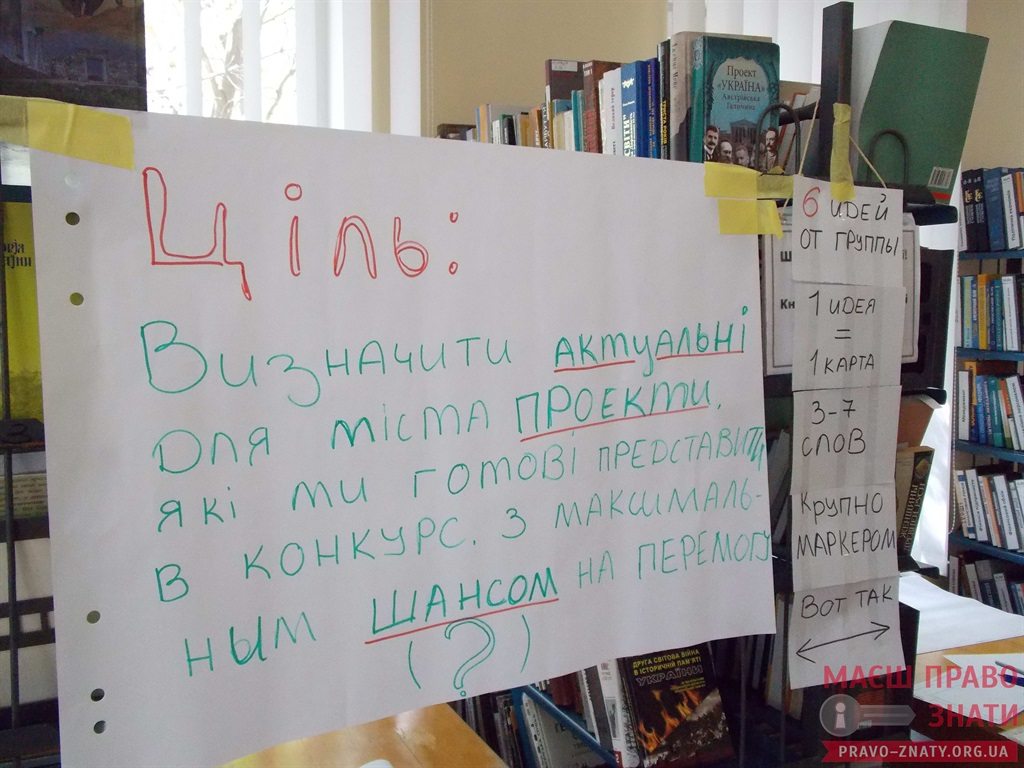 Ціль:
Визначити актуальні
для міста проекти,
які ми готові представити
в конкурс. З максималь-
ным шансом на перемогу
(?)
6 идей
от группы
1 идея
=
1 карта
3-7
слов
крупно
маркером
Вот так
Проект
«УКРАЇНА»
Австрійська
Галичина
ДРУГА СВІТОВА ВІЙНА
В ІСТОРИЧНІЙ ПАМ'ЯТІ
УКРАЇНИ
МАЄШ ПРАВО
ЗНАТИ
PRAVO-ZNATY.ORG.UA